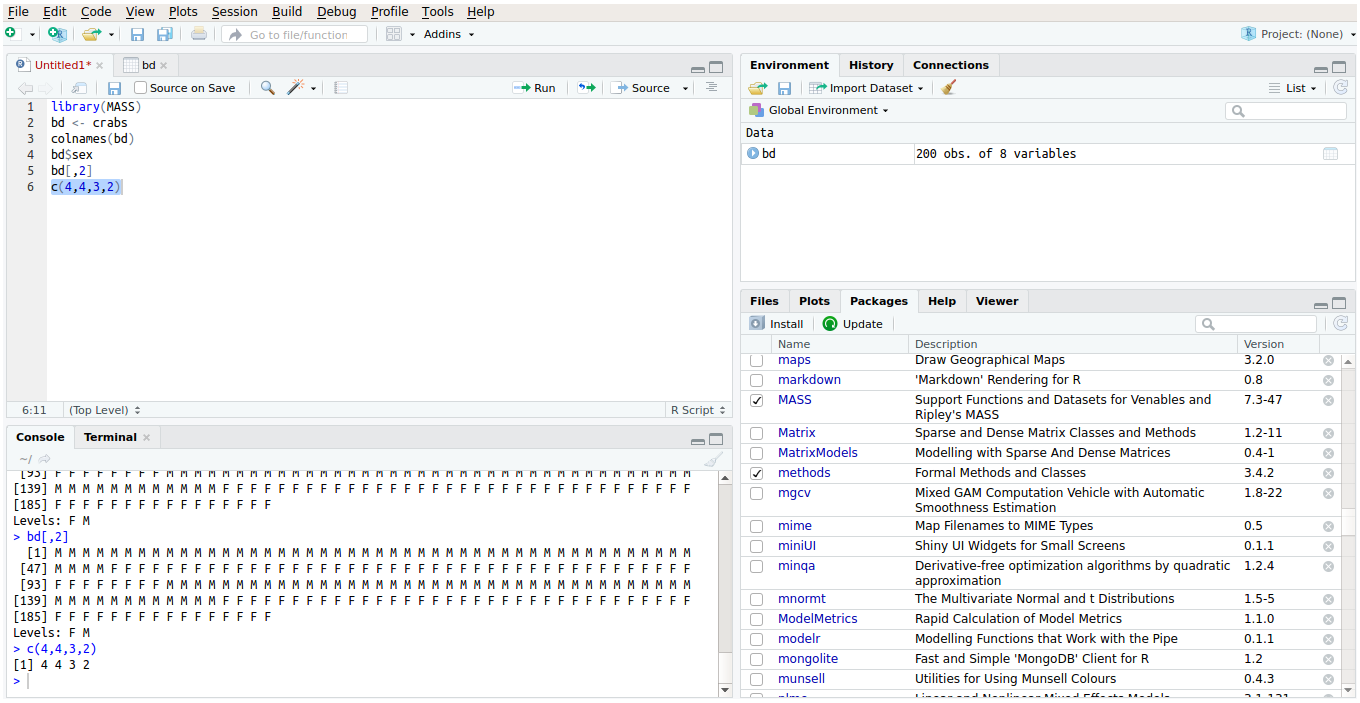 File Edit Code View Plots Session Build Debug Profile Tools Help
Go to file/function Addins Project: (None)
Untitled1* bd
Source on Save Run Source
1 library(MASS)
2 bd <- crabs
3 colnames(bd)
4 bd$sex
5 bd[,2]
6 c(4,4,3,2)
6:11 (Top Level) R Script
Console Terminal
~/
[93] F F F F F F F F M M M M M M M M M M M M M M M M M M M M M M M M M M M M M M M M M M M M M M
[139] M M M M M M M M M M M M F F F F F F F F F F F F F F F F F F F F F F F F F F F F F F F F F F
[185] F F F F F F F F F F F F F F F F
Levels: F M
> bd[,2]
[1] M M M M M M M M M M M M M M M M M M M M M M M M M M M M M M M M M M M M M M M M M M M M M M
[47] M M M M F F F F F F F F F F F F F F F F F F F F F F F F F F F F F F F F F F F F F F F F F F
[93] F F F F F F F F M M M M M M M M M M M M M M M M M M M M M M M M M M M M M M M M M M M M M M
[139] M M M M M M M M M M M M F F F F F F F F F F F F F F F F F F F F F F F F F F F F F F F F F F
[185] F F F F F F F F F F F F F F F F
Levels: F M
> c(4,4,3,2)
[1] 4 4 3 2
>
Environment History Connections
Import Dataset List
Global Environment
Data
bd 200 obs. of 8 variables
Files Plots Packages Help Viewer
Install Update
Name Description Version
maps Draw Geographical Maps 3.2.0
markdown 'Markdown' Rendering for R 0.8
MASS Support Functions and Datasets for Venables and 7.3-47
Ripley's MASS
Matrix Sparse and Dense Matrix Classes and Methods 1.2-11
MatrixModels Modelling with Sparse And Dense Matrices 0.4-1
methods Formal Methods and Classes 3.4.2
mgcv Mixed GAM Computation Vehicle with Automatic 1.8-22
Smoothness Estimation
mime Map Filenames to MIME Types 0.5
miniUI Shiny UI Widgets for Small Screens 0.1.1
minqa Derivative-free optimization algorithms by quadratic 1.2.4
approximation
mnormt The Multivariate Normal and t Distributions 1.5-5
ModelMetrics Rapid Calculation of Model Metrics 1.1.0
modelr Modelling Functions that Work with the Pipe 0.1.1
mongolite Fast and Simple 'MongoDB' Client for R 1.2
munsell Utilities for Using Munsell Colours 0.4.3
nlme Linear and Nonlinear Mixed Effects Models 3.1-131